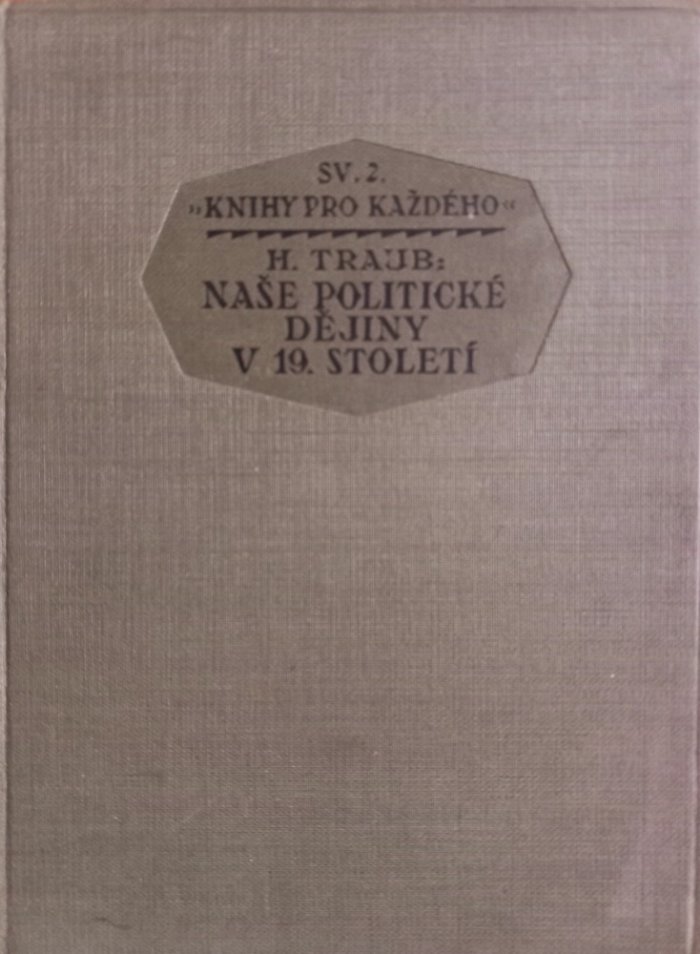 SV. 2.
»KNIHY PRO KAŽDÉHO«
H. TRAUB:
NAŠE POLITICKÉ
DĚJINY
V 19. STOLETÍ